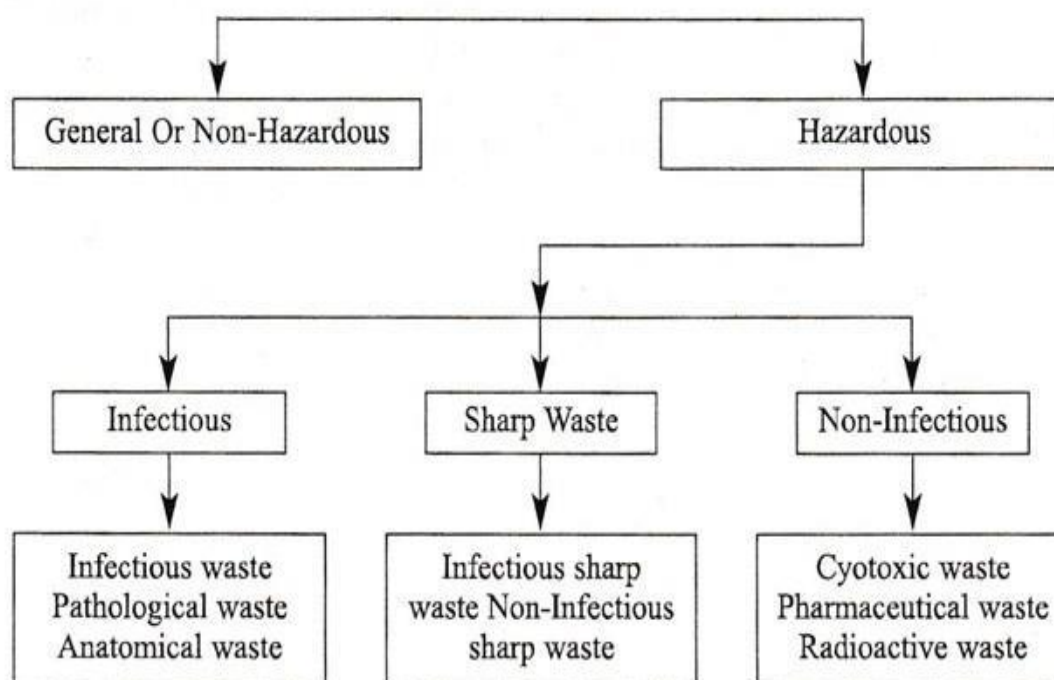 General Or Non-Hazardous
Hazardous
Infectious
Sharp Waste
Non-Infectious
Infectious waste
Pathological waste
Anatomical waste
Infectious sharp
waste Non-Infectious
sharp waste
Cyotoxic waste
Pharmaceutical waste
Radioactive waste